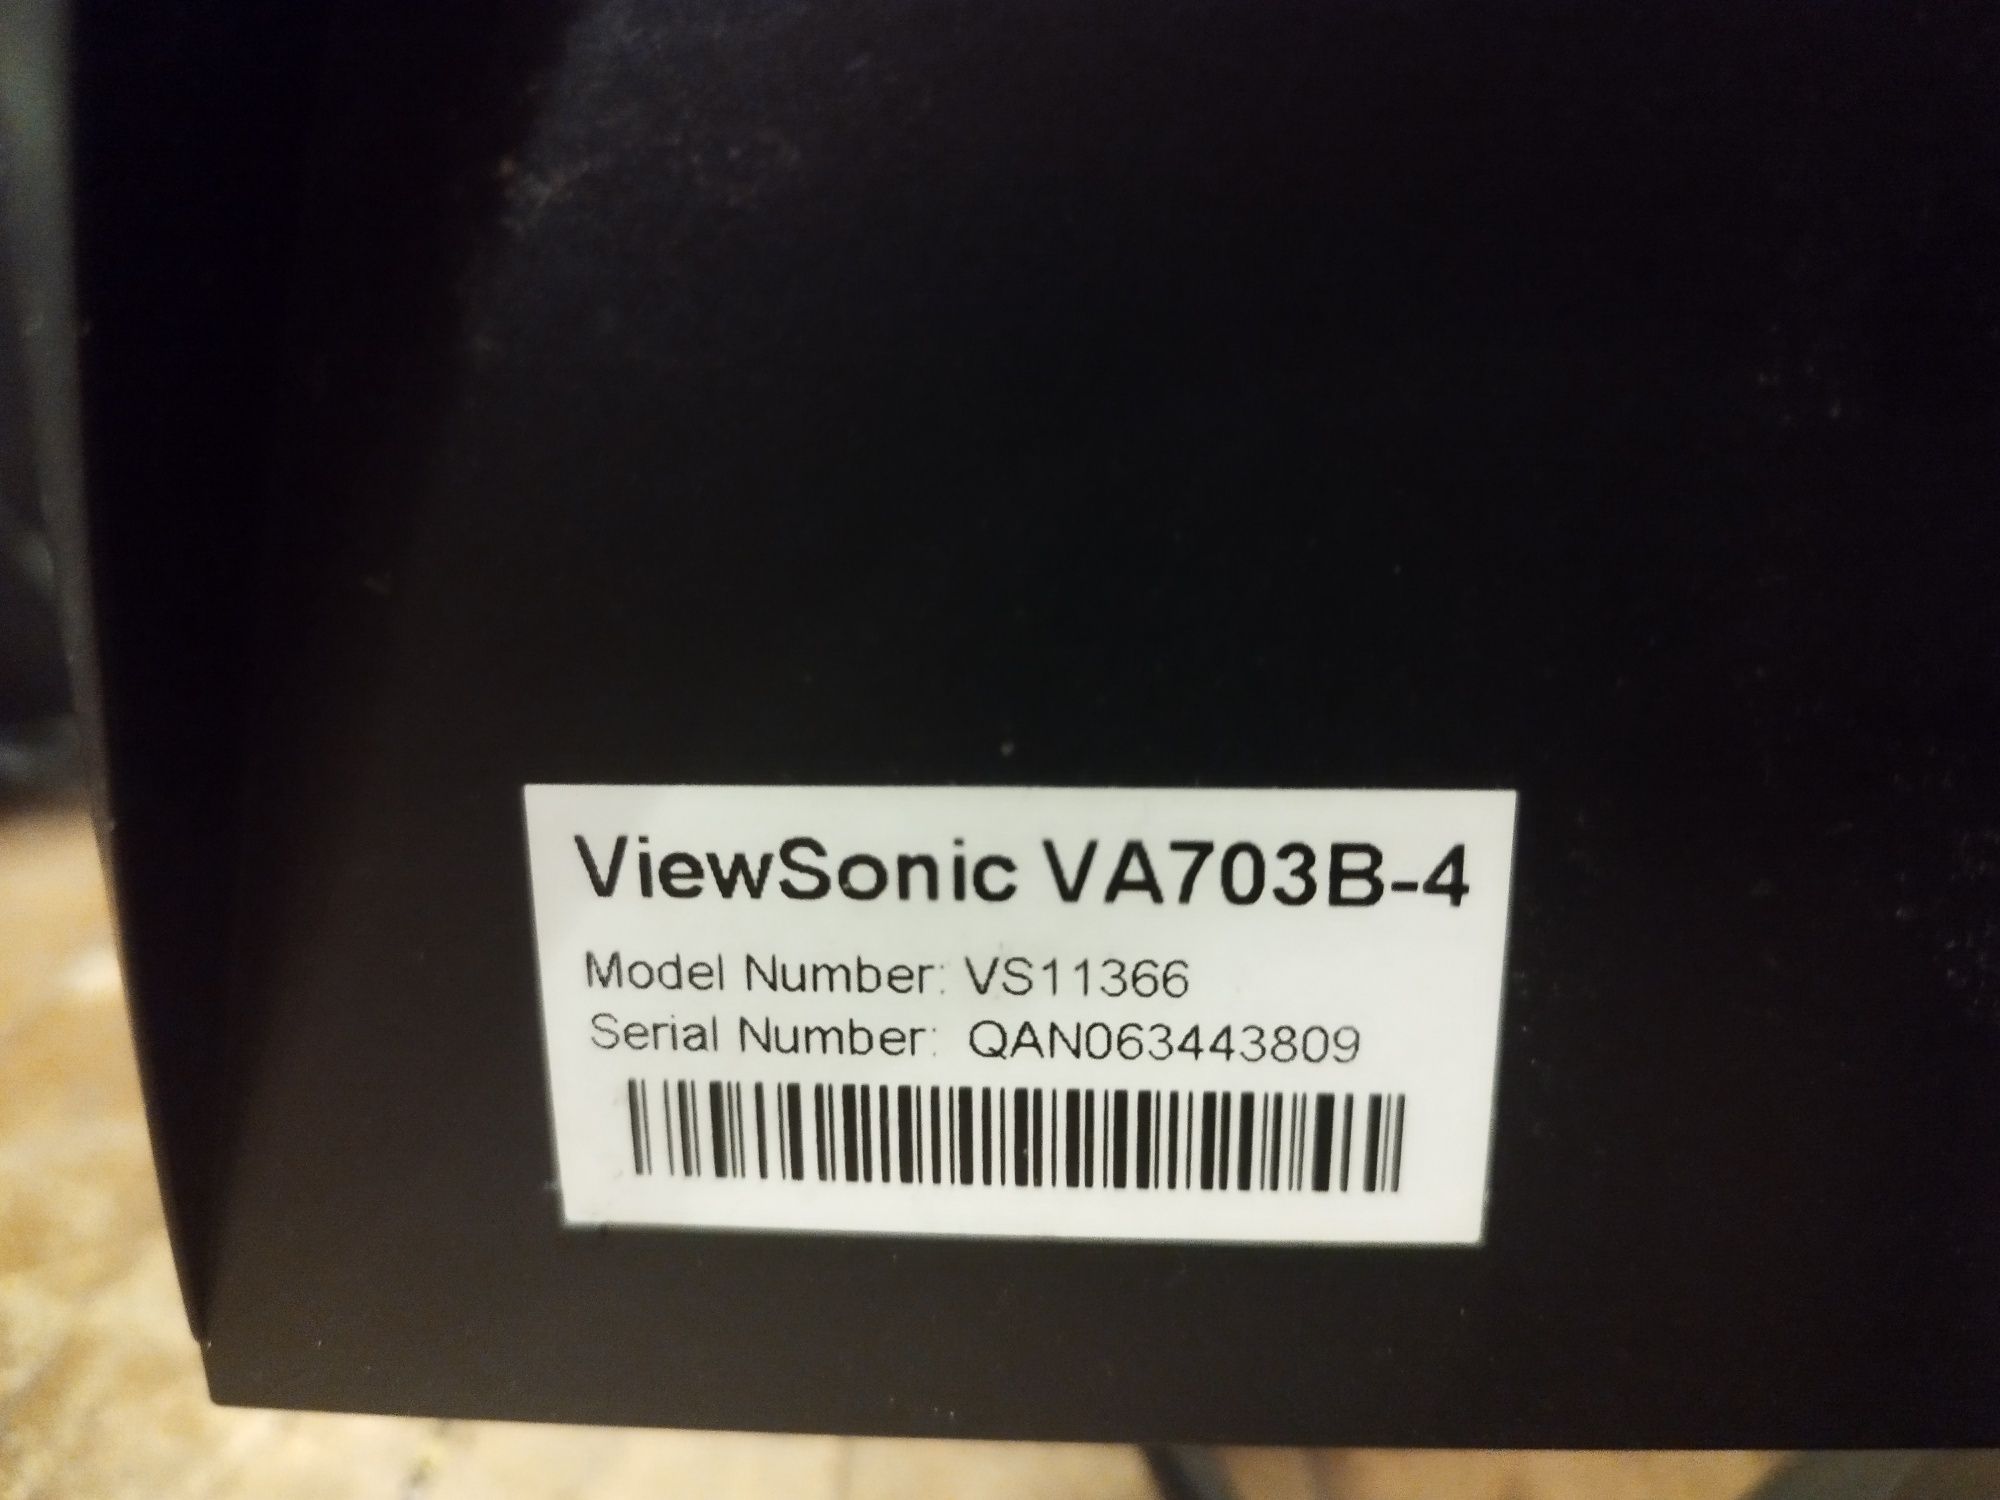 ViewSonic VA703B-4
Model Number: VS11366
Serial Number: QAN063443809